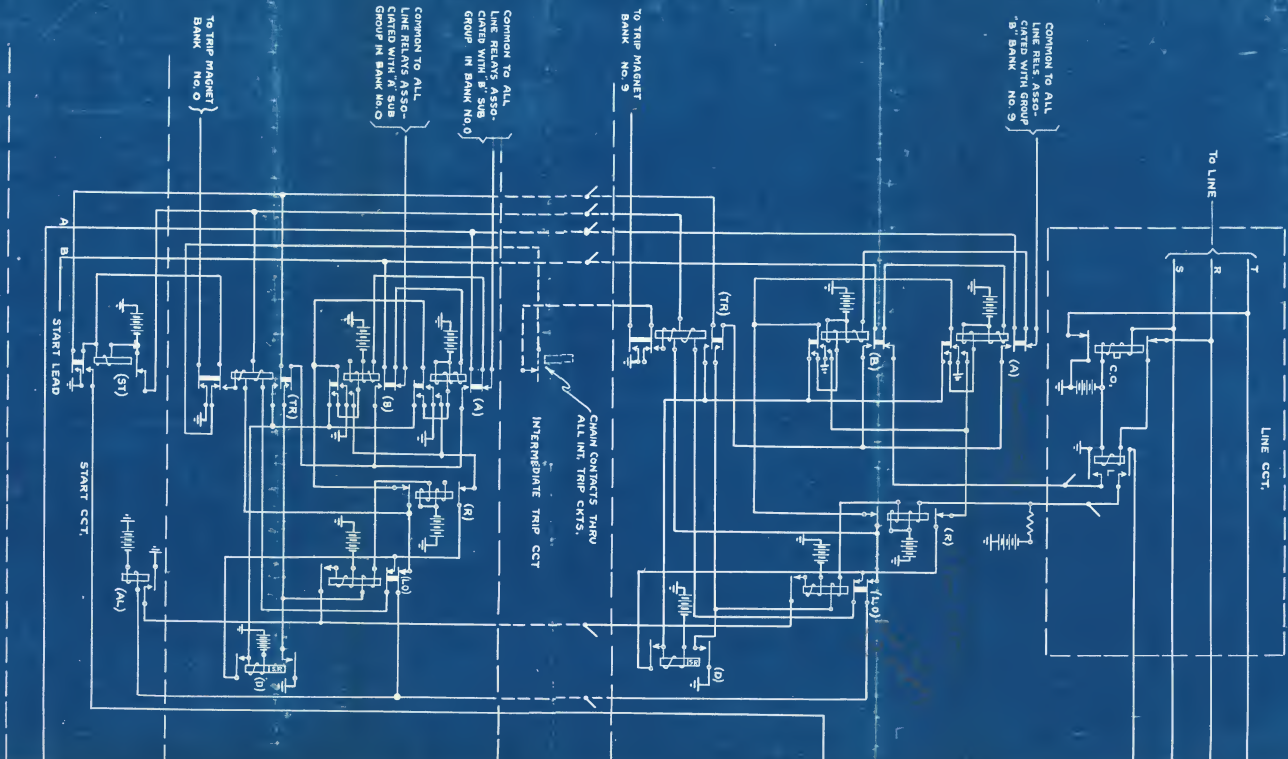 TO TRIP MAGNET
BANK No. 0
COMMON TO ALL
LINE RELAYS ASSO-
CIATED WITH "A" SUB
GROUP IN BANK No.0
COMMON TO ALL
LINE RELAYS ASSO-
CIATED WITH "B" SUB
GROUP IN BANK No.0
TO TRIP MAGNET
BANK No. 9
COMMON TO ALL
LINE RELS. ASSO-
CIATED WITH GROUP
"B" BANK No. 9
TO LINE
S
R
T
LINE CCT.
C.O.
L
A
B
START LEAD
(ST)
START CCT.
(AL)
(TR)
(B)
(A)
(R)
(LO)
(D)
SR
INTERMEDIATE TRIP CCT
CHAIN CONTACTS THRU
ALL INT. TRIP CKTS.
(TR)
(B)
(A)
(R)
(LO)
(D)
SR